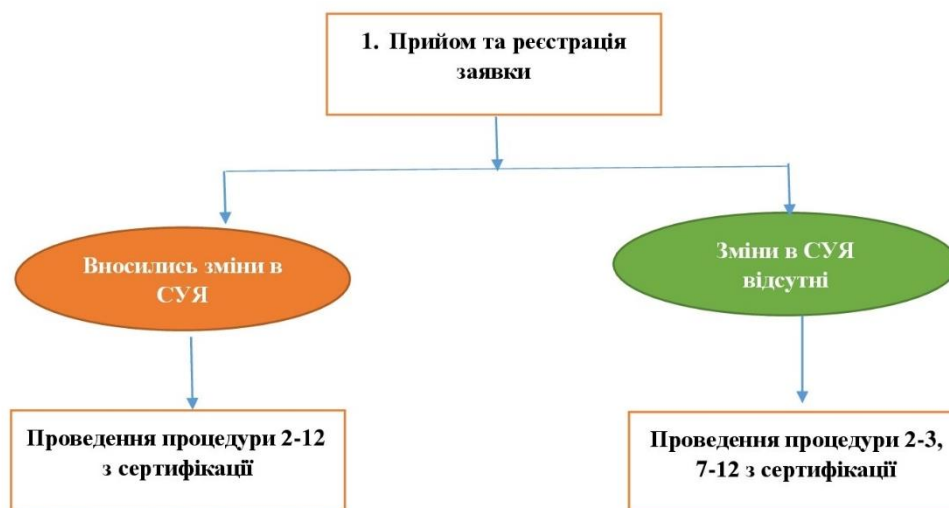 1. Прийом та реєстрація
заявки
Вносились зміни в
СУЯ
Зміни в СУЯ
відсутні
Проведення процедури 2-12
з сертифікації
Проведення процедури 2-3,
7-12 з сертифікації